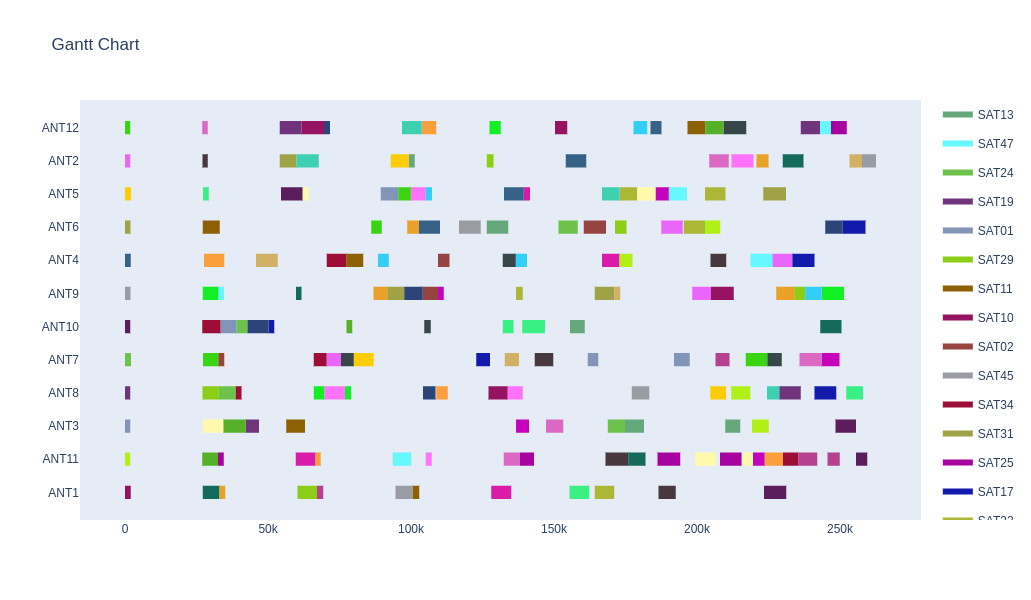 Gantt Chart
ANT12
ANT2
ANT5
ANT6
ANT4
ANT9
ANT10
ANT7
ANT8
ANT3
ANT11
ANT1
0
50k
100k
150k
200k
250k
SAT13
SAT47
SAT24
SAT19
SAT01
SAT29
SAT11
SAT10
SAT02
SAT45
SAT34
SAT31
SAT25
SAT17